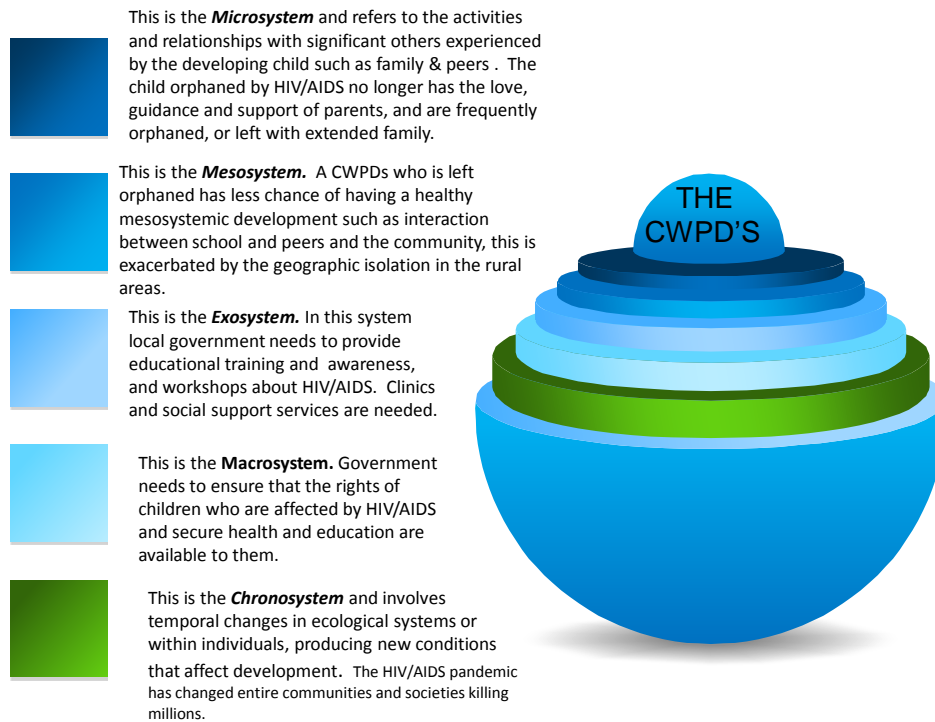 This is the Microsystem and refers to the activities
and relationships with significant others experienced
by the developing child such as family & peers . The
child orphaned by HIV/AIDS no longer has the love,
guidance and support of parents, and are frequently
orphaned, or left with extended family.
This is the Mesosystem. A CWPDs who is left
orphaned has less chance of having a healthy
mesosystemic development such as interaction
between school and peers and the community, this is
exacerbated by the geographic isolation in the rural
areas.
This is the Exosystem. In this system
local government needs to provide
educational training and awareness,
and workshops about HIV/AIDS. Clinics
and social support services are needed.
This is the Macrosystem. Government
needs to ensure that the rights of
children who are affected by HIV/AIDS
and secure health and education are
available to them.
This is the Chronosystem and involves
temporal changes in ecological systems or
within individuals, producing new conditions
that affect development. The HIV/AIDS pandemic
has changed entire communities and societies killing
millions.
THE
CWPD'S